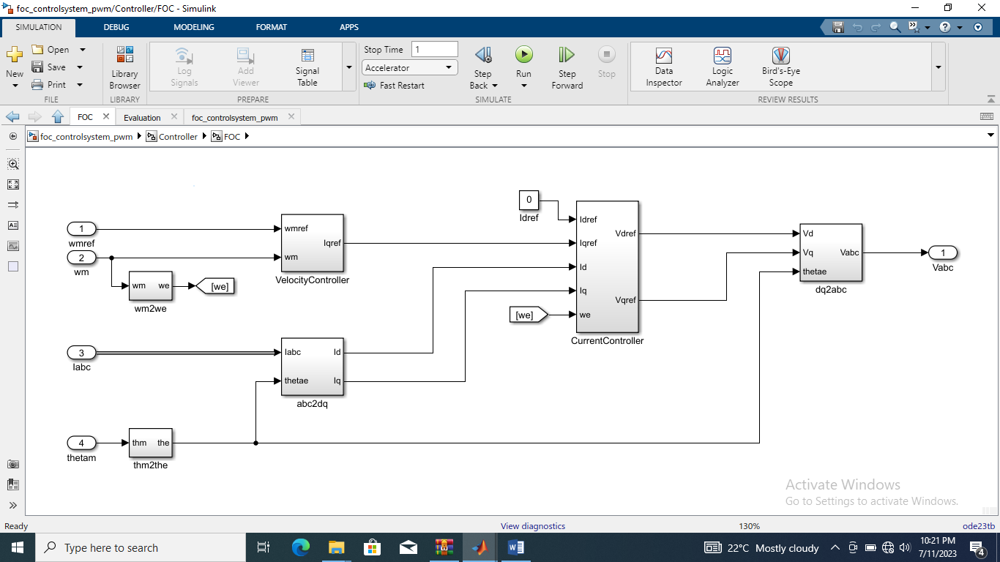 foc_controlsystem_pwm/Controller/FOC - Simulink
SIMULATION DEBUG MODELING FORMAT APPS
New
Open
Save
Print
FILE
Library
Browser
LIBRARY
Log
Signals
Add
Viewer
Signal
Table
PREPARE
Stop Time 1
Accelerator
Fast Restart
Step
Back
Run
Step
Forward
Stop
SIMULATE
Data
Inspector
Logic
Analyzer
Bird's-Eye
Scope
REVIEW RESULTS
FOC Evaluation foc_controlsystem_pwm
foc_controlsystem_pwm Controller FOC
1
wmref
2
wm
wm we
wm2we
[we]
wmref
wm
Iqref
VelocityController
3
Iabc
Iabc
thetae
Id
Iq
abc2dq
4
thetam
thm the
thm2the
0
Idref
[we]
Idref
Iqref
Id
Iq
we
Vdref
Vqref
CurrentController
Vd
Vq
thetae
Vabc
dq2abc
1
Vabc
Activate Windows
Go to Settings to activate Windows.
Ready View diagnostics 130% ode23tb
Type here to search
22°C Mostly cloudy
10:21 PM
7/11/2023
4